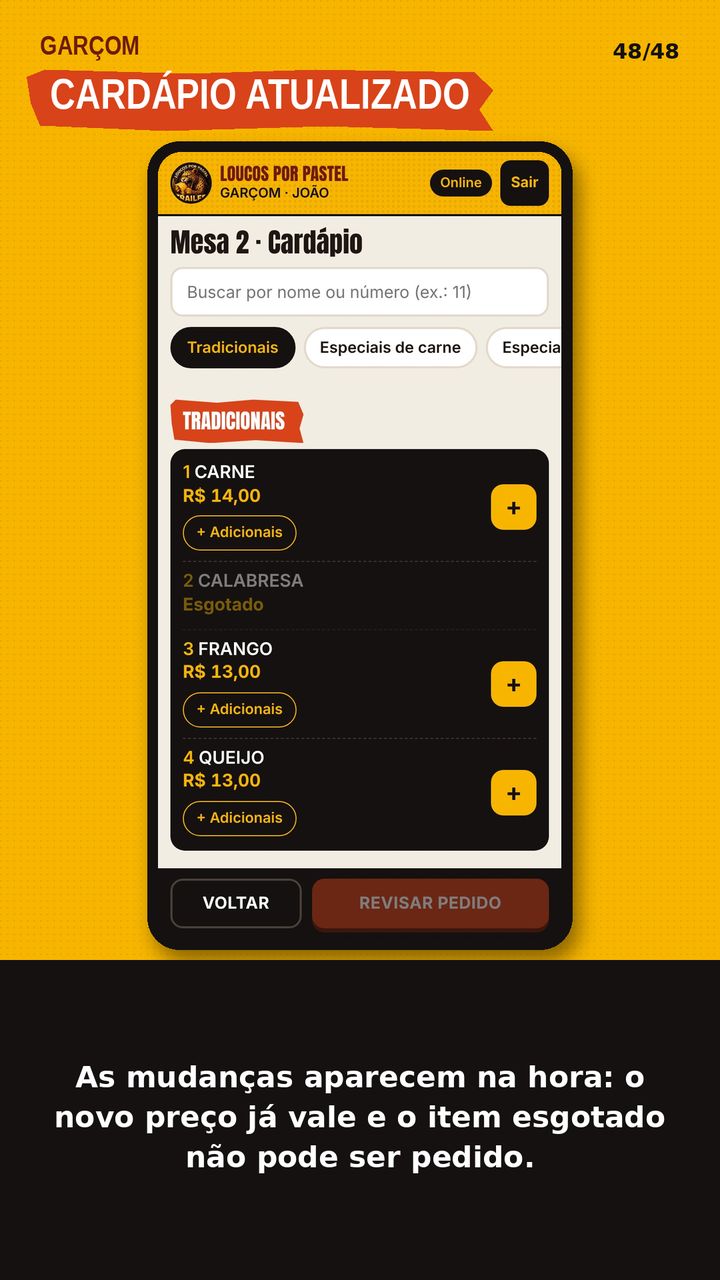 GARÇOM
48/48
CARDÁPIO ATUALIZADO
LOUCOS POR PASTEL
GARÇOM · JOÃO
Online
Sair
Mesa 2 · Cardápio
Buscar por nome ou número (ex.: 11)
Tradicionais
Especiais de carne
Especia
TRADICIONAIS
1 CARNE
R$ 14,00
+ Adicionais
+
2 CALABRESA
Esgotado
3 FRANGO
R$ 13,00
+ Adicionais
+
4 QUEIJO
R$ 13,00
+ Adicionais
+
VOLTAR
REVISAR PEDIDO
As mudanças aparecem na hora: o
novo preço já vale e o item esgotado
não pode ser pedido.